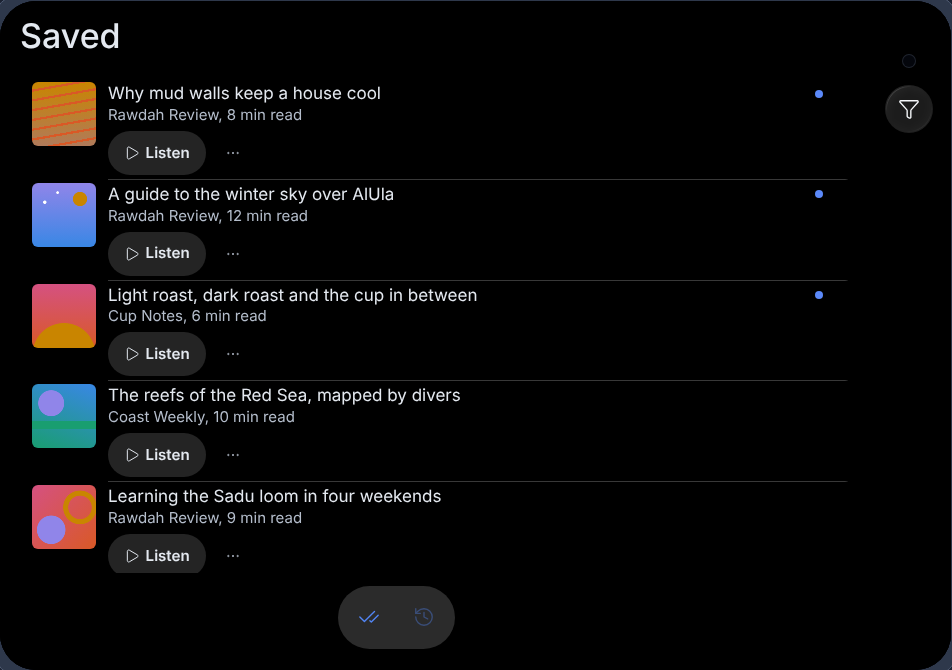 Saved
Why mud walls keep a house cool
Rawdah Review, 8 min read
Listen
A guide to the winter sky over AlUla
Rawdah Review, 12 min read
Listen
Light roast, dark roast and the cup in between
Cup Notes, 6 min read
Listen
The reefs of the Red Sea, mapped by divers
Coast Weekly, 10 min read
Listen
Learning the Sadu loom in four weekends
Rawdah Review, 9 min read
Listen